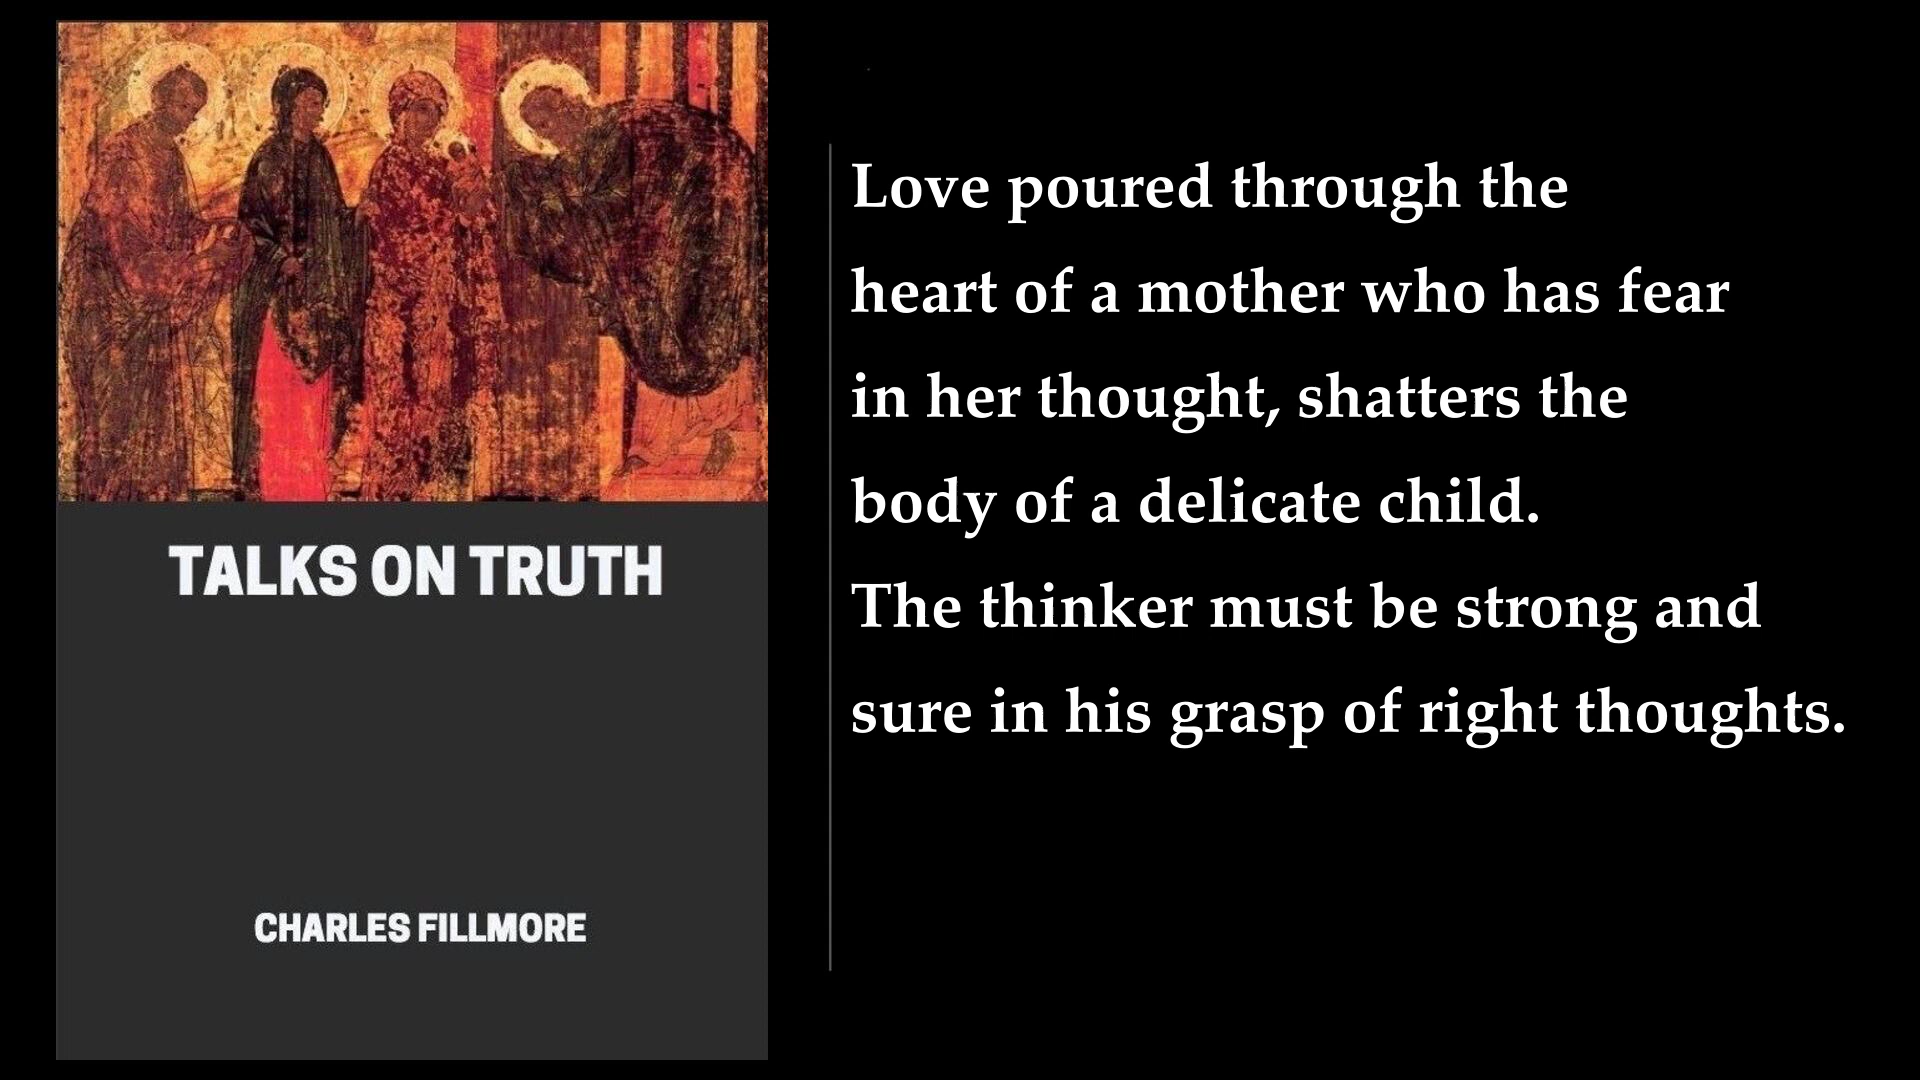 TALKS ON TRUTH
CHARLES FILLMORE
Love poured through the
heart of a mother who has fear
in her thought, shatters the
body of a delicate child.
The thinker must be strong and
sure in his grasp of right thoughts.